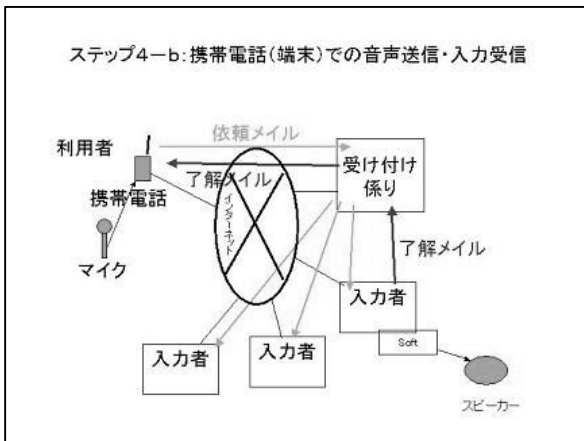 ステップ4-b:携帯電話(端末)での音声送信・入力受信
依頼メイル
利用者
受け付け
係り
了解メイル
携帯電話
インターネット
マイク
了解メイル
入力者
入力者
入力者
Soft
スピーカー